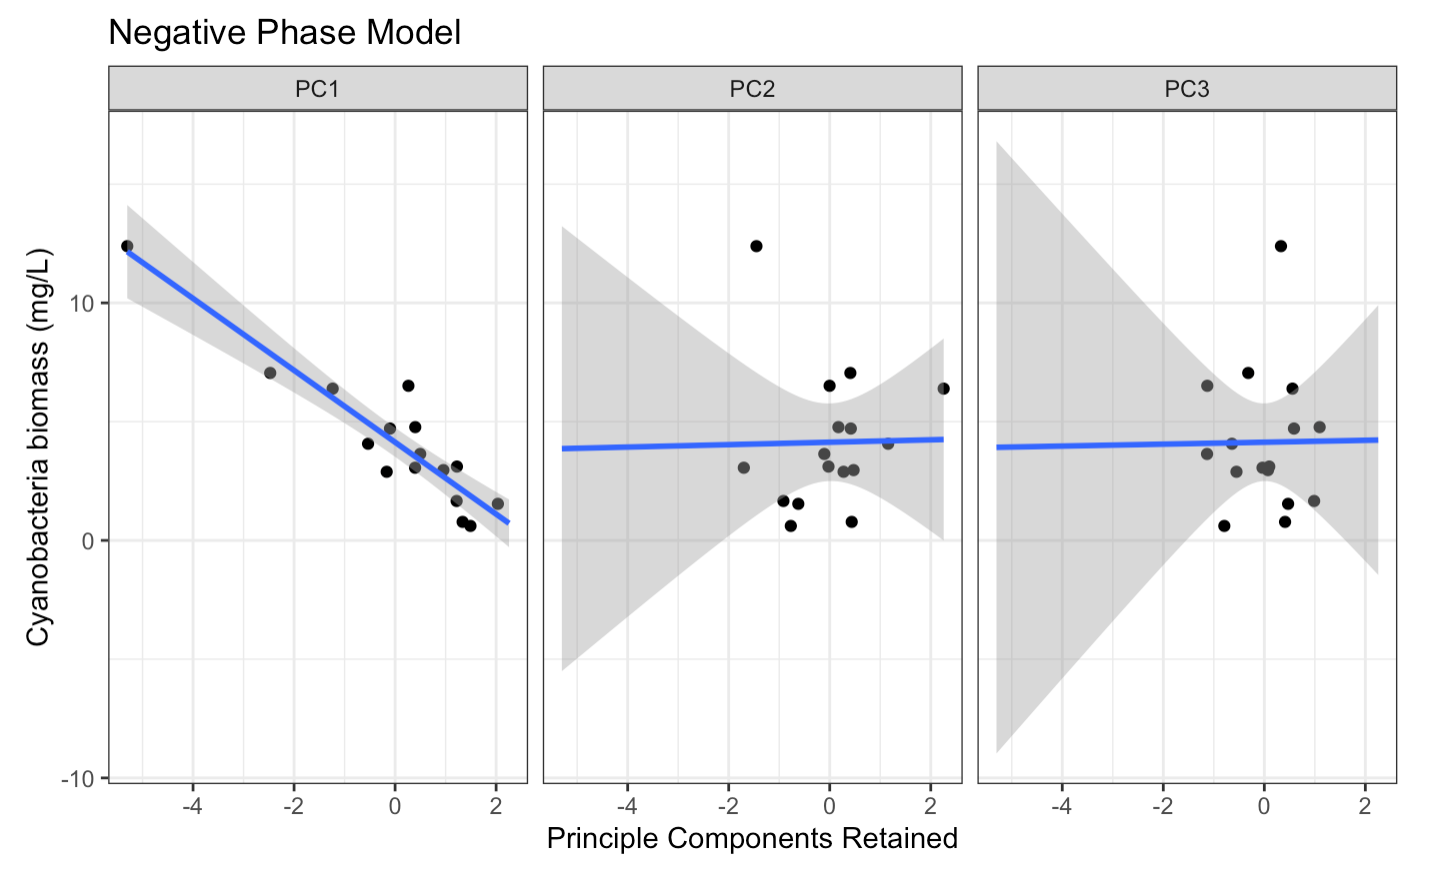 Negative Phase Model
PC1 PC2 PC3
Cyanobacteria biomass (mg/L)
10
0
-10
-4 -2 0 2 -4 -2 0 2 -4 -2 0 2
Principle Components Retained